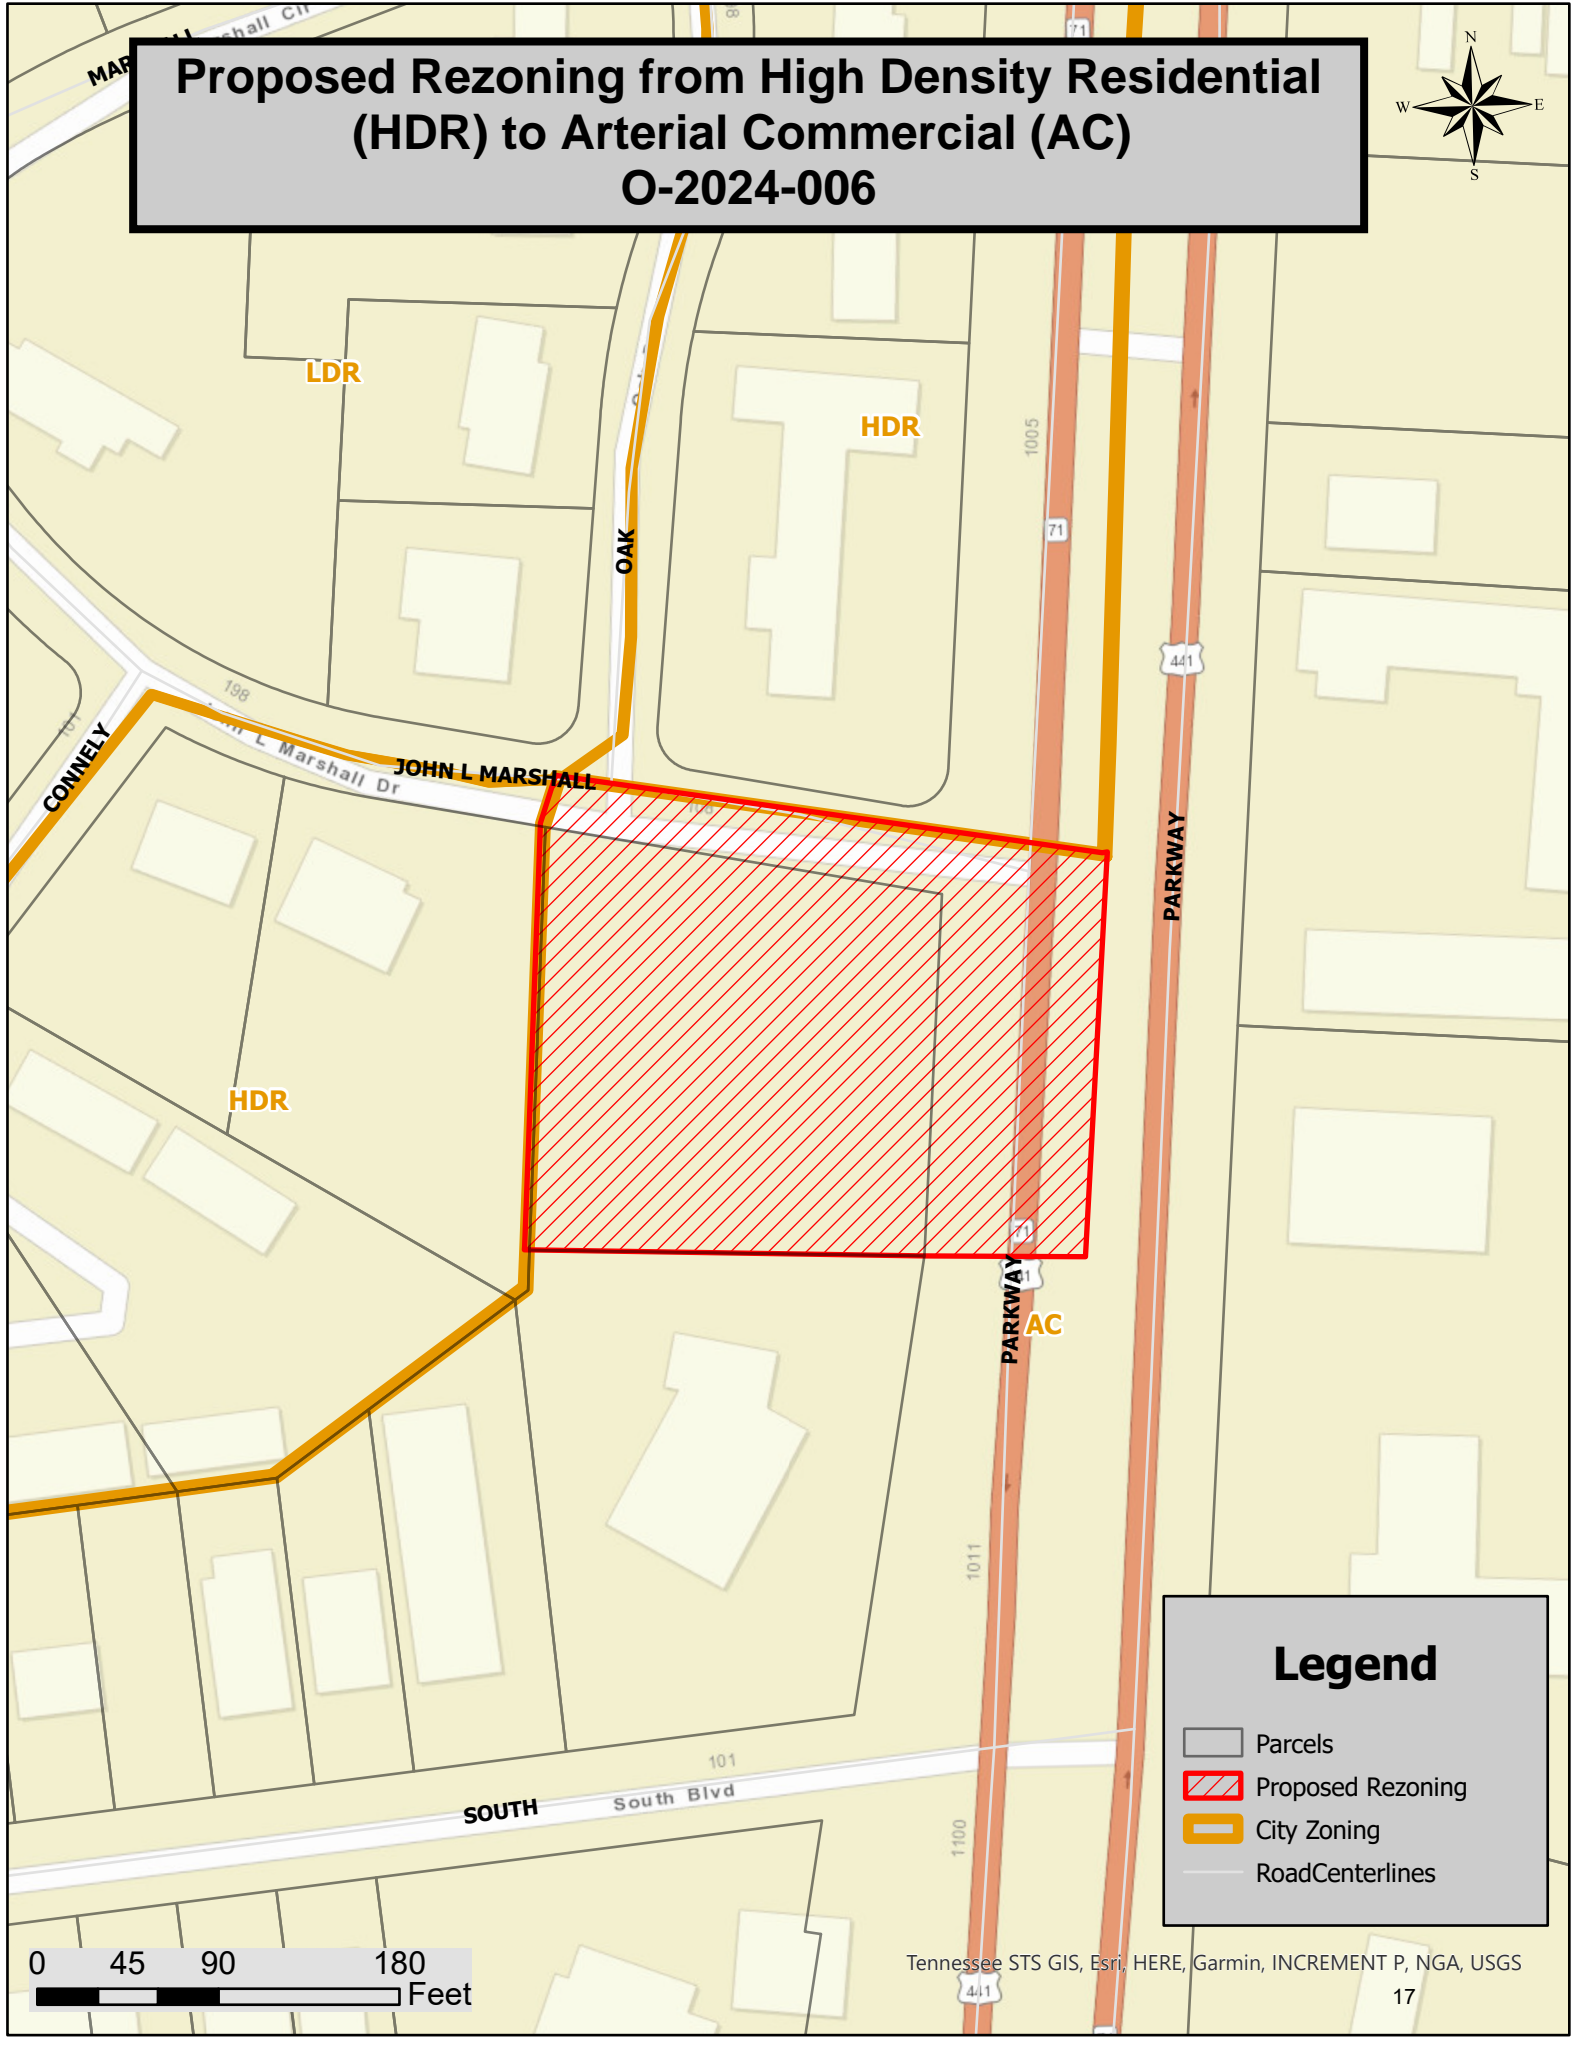 Proposed Rezoning from High Density Residential
(HDR) to Arterial Commercial (AC)
O-2024-006
N
W
E
S
71
LDR
HDR
1005
71
OAK
441
198
CONNELY
JOHN L MARSHALL
L Marshall Dr
PARKWAY
HDR
71
PARKWAY
AC
1011
101
South Blvd
SOUTH
1100
441
Legend
Parcels
Proposed Rezoning
City Zoning
RoadCenterlines
0 45 90 180
Feet
Tennessee STS GIS, Esri, HERE, Garmin, INCREMENT P, NGA, USGS
17